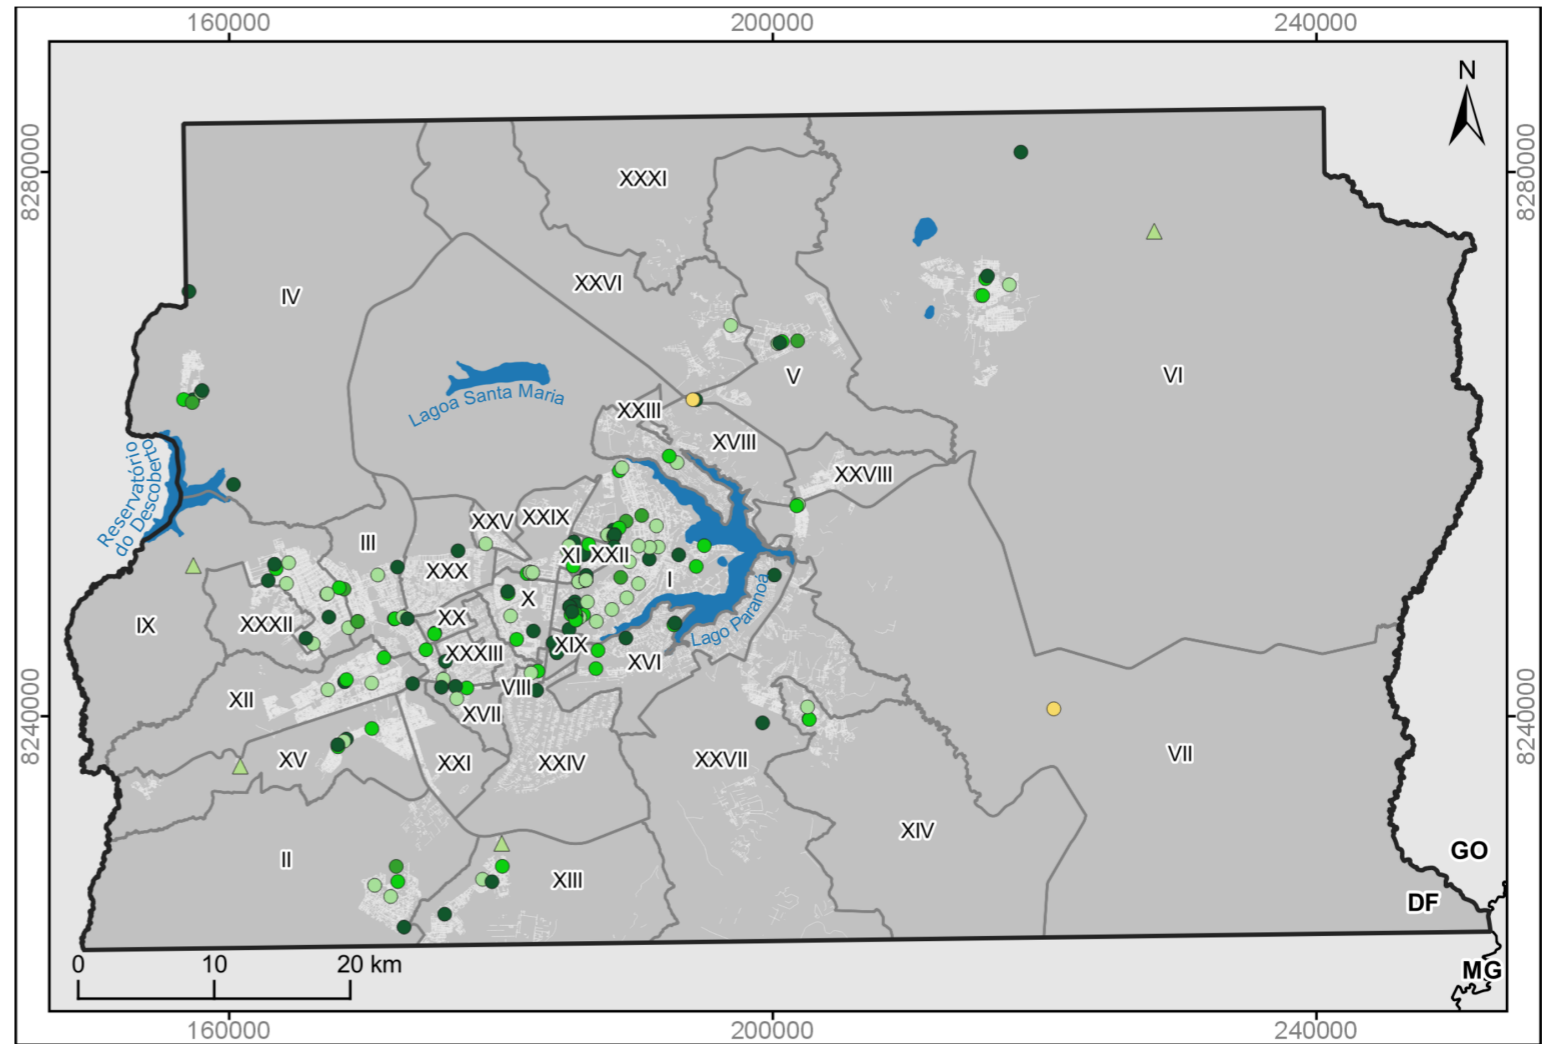 160000 200000 240000
N
8280000 8280000
XXXI
XXVI
IV
V
VI
Lagoa Santa Maria
XXIII
XVIII
XXVIII
Reservatório
do Descoberto
XXV XXIX
III
XI XXII
XXX
I
X
IX
XXXII
XX
Lago Paranoá
XIX
XXXIII
XVI
VIII
XII
XVII
8240000 8240000
XV
XXI
XXIV
XXVII
VII
XIV
GO
II
XIII
DF
0 10 20 km
MG
160000 200000 240000